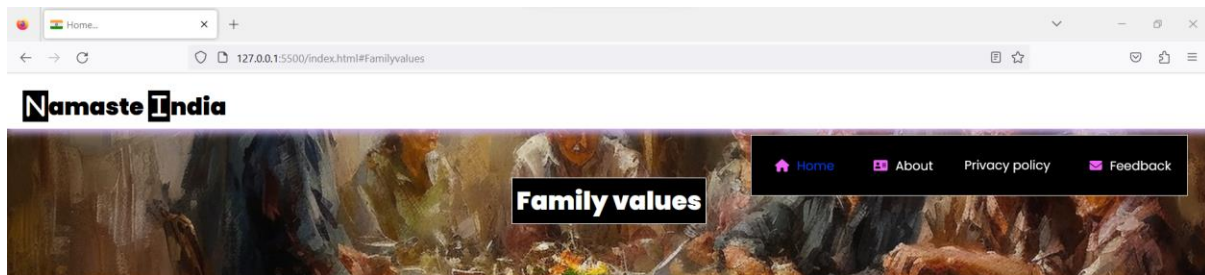 Home..
127.0.0.1:5500/index.html#Familyvalues
Namaste India
Home About Privacy policy Feedback
Family values